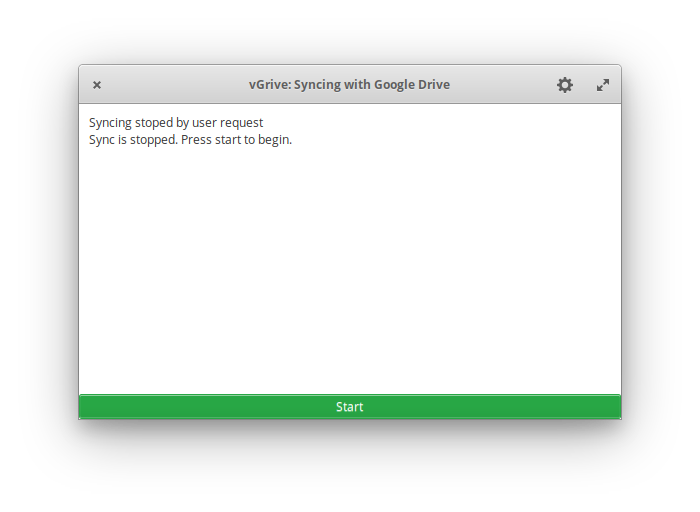 vGrive: Syncing with Google Drive
Syncing stoped by user request
Sync is stopped. Press start to begin.
Start